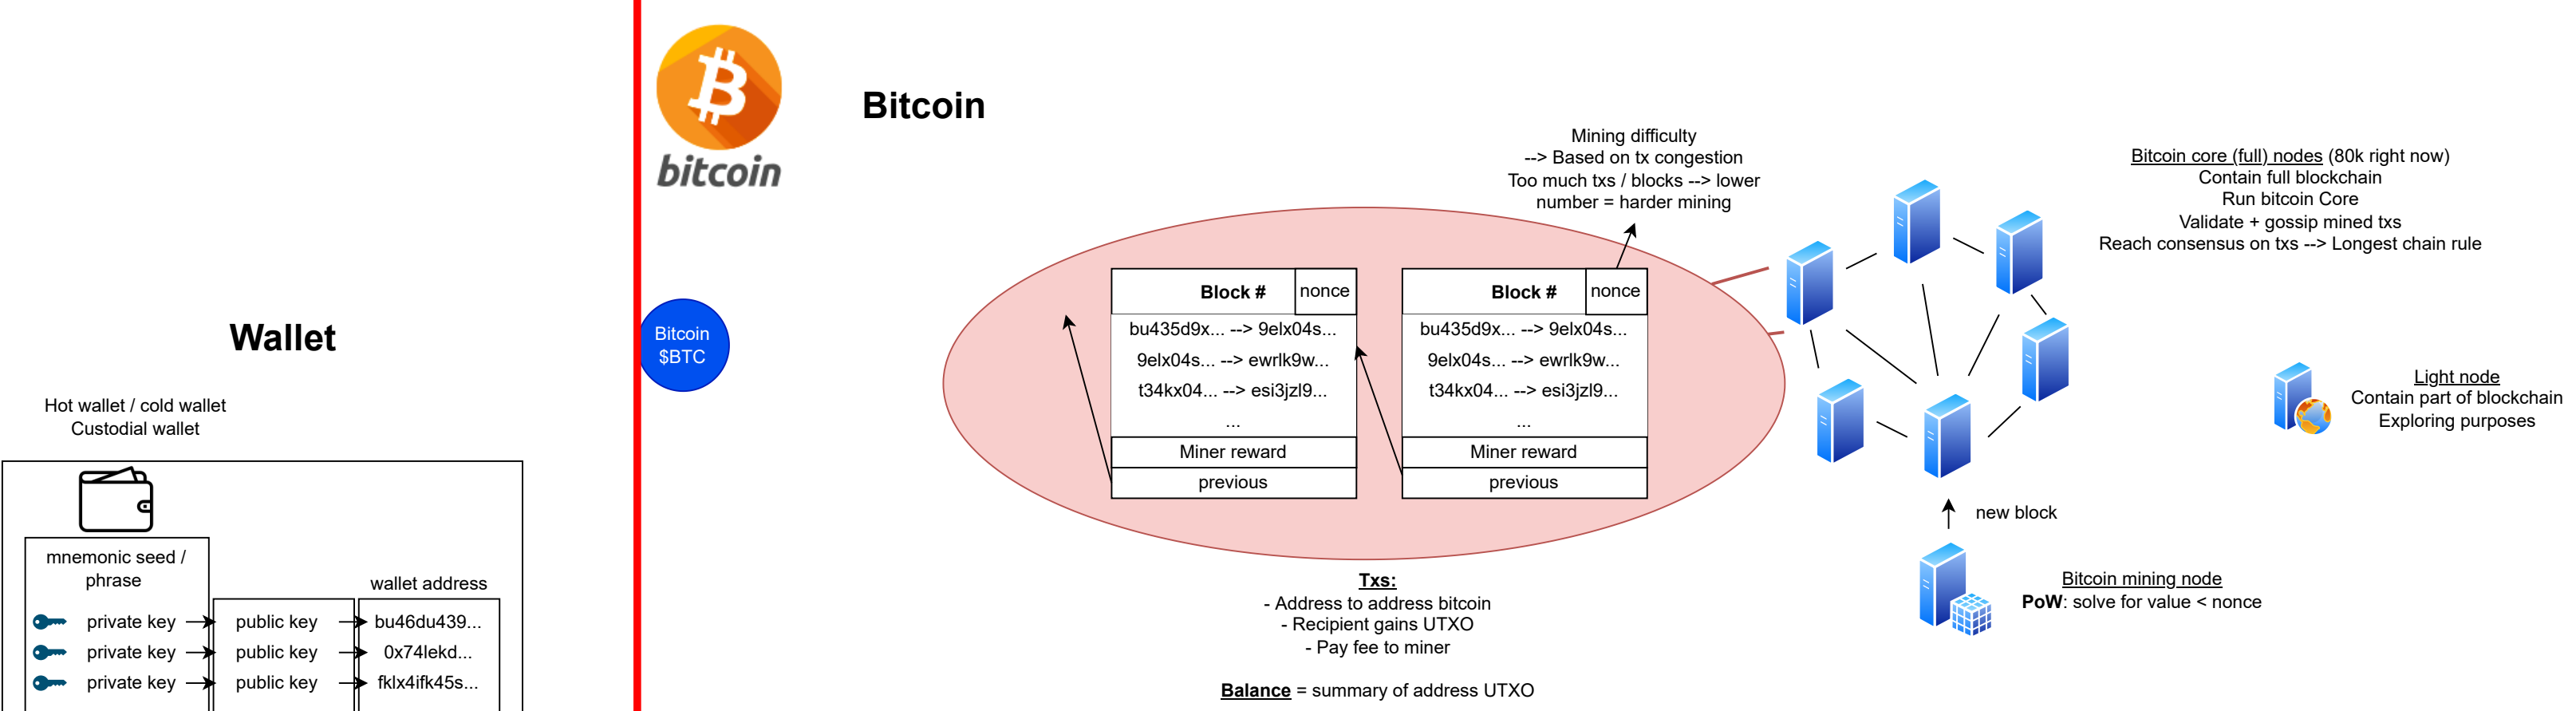 Wallet
Hot wallet / cold wallet
Custodial wallet
mnemonic seed /
phrase
wallet address
private key
public key
bu46du439...
private key
public key
0x74lekd...
private key
public key
fklx4ifk45s...
bitcoin
Bitcoin
Bitcoin
$BTC
Mining difficulty
--> Based on tx congestion
Too much txs / blocks --> lower
number = harder mining
Block #
nonce
bu435d9x... --> 9elx04s...
9elx04s... --> ewrlk9w...
t34kx04... --> esi3jzl9...
...
Miner reward
previous
Block #
nonce
bu435d9x... --> 9elx04s...
9elx04s... --> ewrlk9w...
t34kx04... --> esi3jzl9...
...
Miner reward
previous
Txs:
- Address to address bitcoin
- Recipient gains UTXO
- Pay fee to miner
Balance = summary of address UTXO
Bitcoin core (full) nodes (80k right now)
Contain full blockchain
Run bitcoin Core
Validate + gossip mined txs
Reach consensus on txs --> Longest chain rule
Light node
Contain part of blockchain
Exploring purposes
new block
Bitcoin mining node
PoW: solve for value < nonce